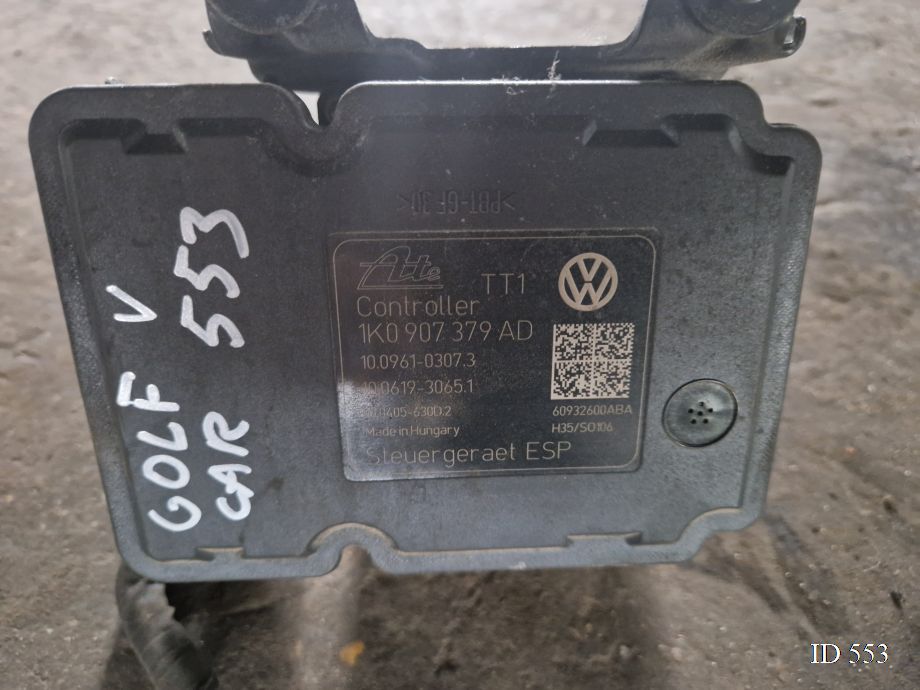 >PBT-GF30<
Ate
TT1
Controller
1K0 907 379 AD
10.0961-0307.3
10.0619-3065.1
60932600ABA
Made in Hungary
H35/SO106
Steuergeraet ESP
GOLF V
CAR 553
ID 553